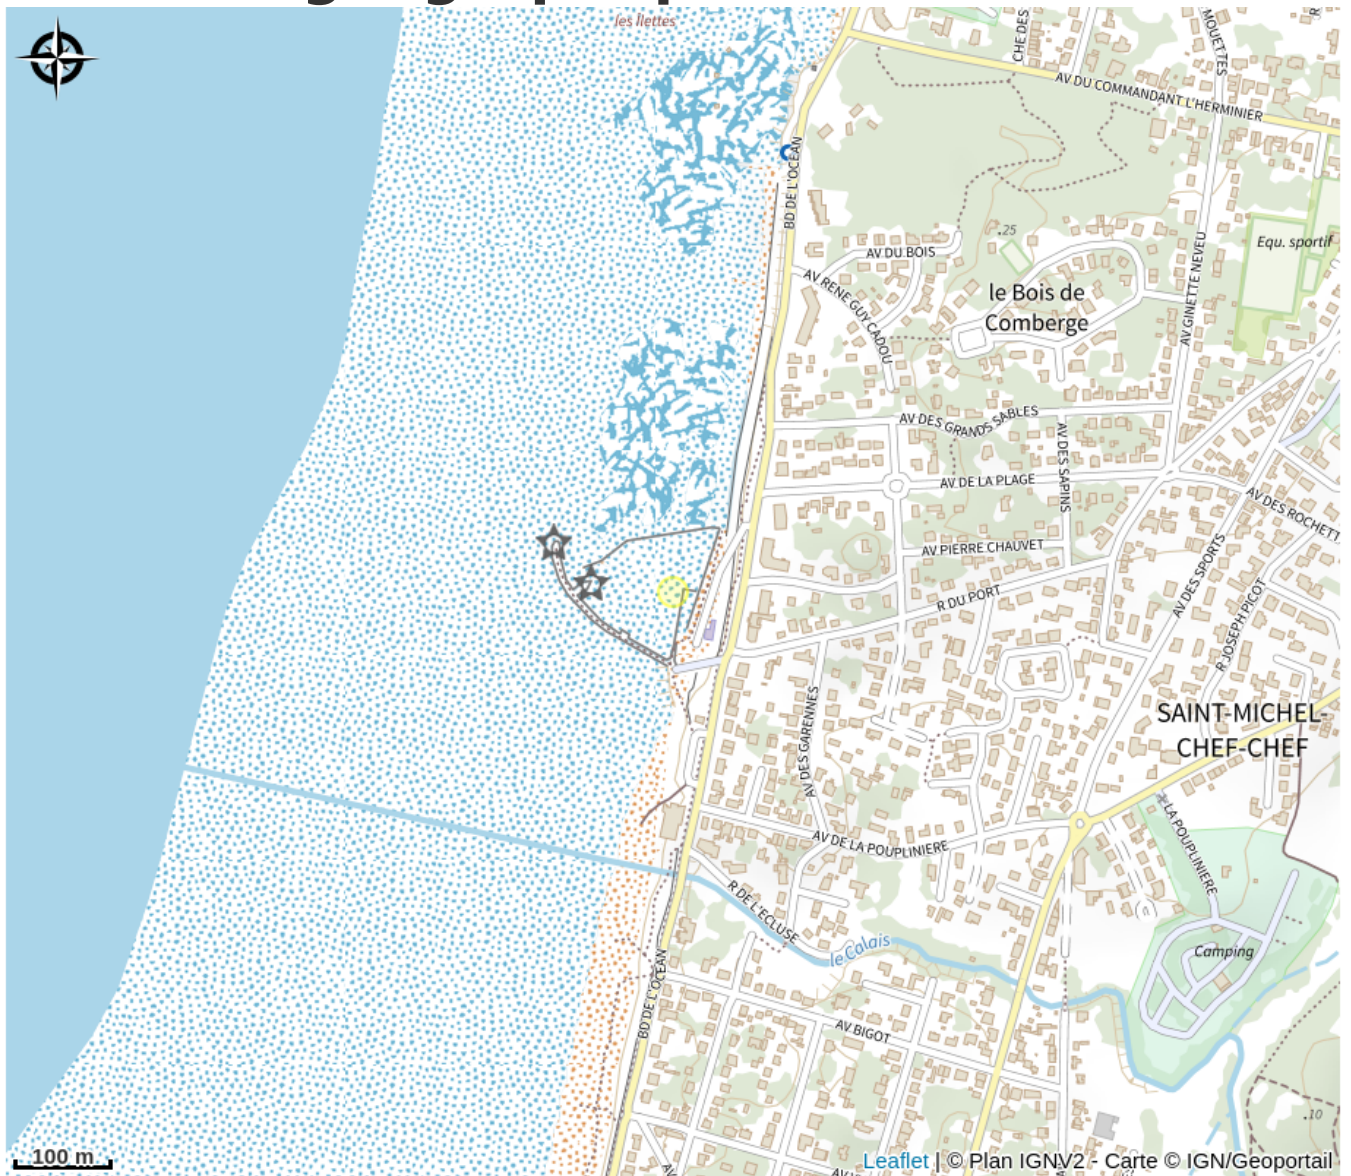 les Ilettes
CHE DES
MOUETTES
AV DU COMMANDANT L'HERMINIER
BD DE L'OCEAN
.25
Equ. sportif
AV DU BOIS
AV RENE GUY CADOU
le Bois de
Comberge
AV GINETTE NEVEU
AV DES GRANDS SABLES
AV DES SAPINS
AV DE LA PLAGE
AV DES ROCHETT
AV PIERRE CHAUVET
AV DES SPORTS
R DU PORT
R JOSEPH PICOT
AV DES GARENNES
SAINT-MICHEL-
CHEF-CHEF
LA POUPLINIERE
AV DE LA POUPLINIERE
R DE L'ECLUSE
le Calais
Camping
BD DE L'OCEAN
AV BIGOT
.10
100 m
Leaflet | © Plan IGNV2 - Carte © IGN/Geoportail